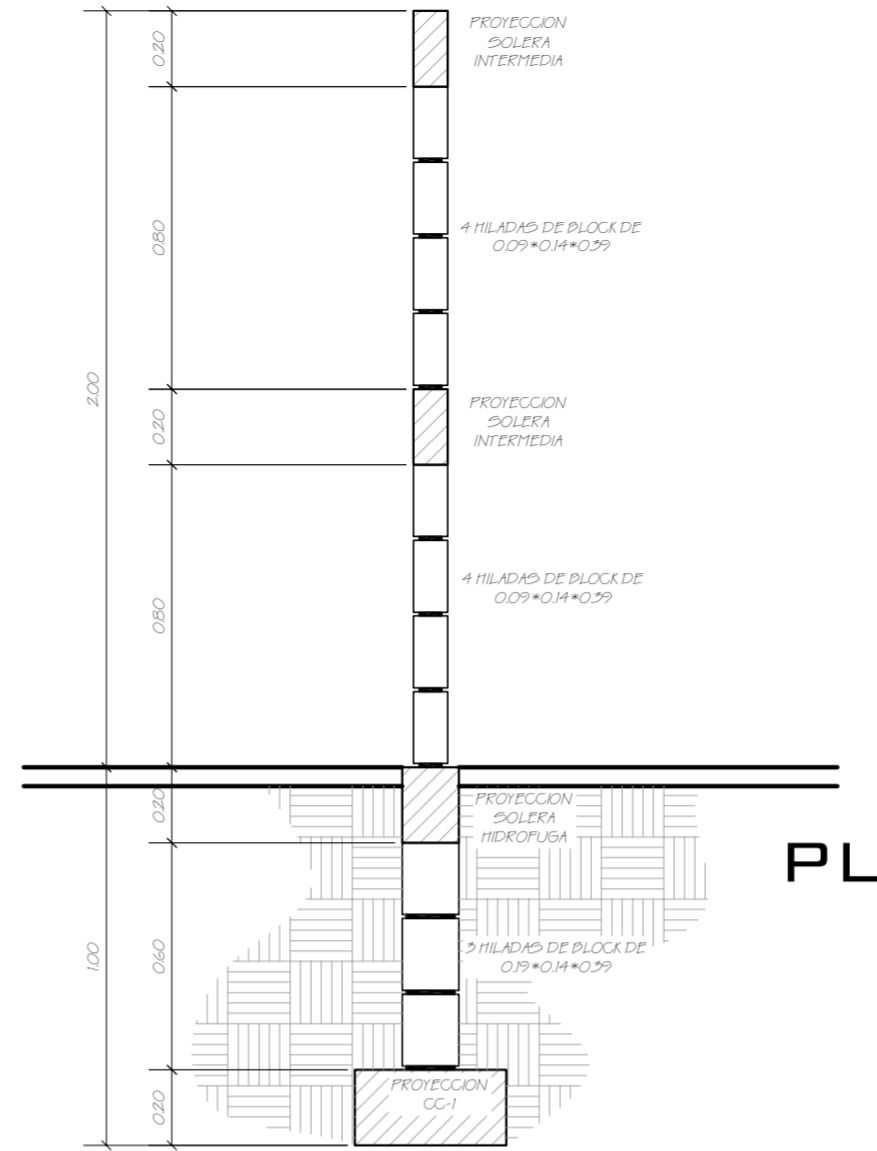 0.20
PROYECCION
SOLERA
INTERMEDIA
0.80
4 HILADAS DE BLOCK DE
0.09*0.14*0.39
2.00
0.20
PROYECCION
SOLERA
INTERMEDIA
0.80
4 HILADAS DE BLOCK DE
0.09*0.14*0.39
0.20
PROYECCION
SOLERA
HIDROFUGA
PL
1.00
0.60
3 HILADAS DE BLOCK DE
0.19*0.14*0.39
0.20
PROYECCION
CC-1